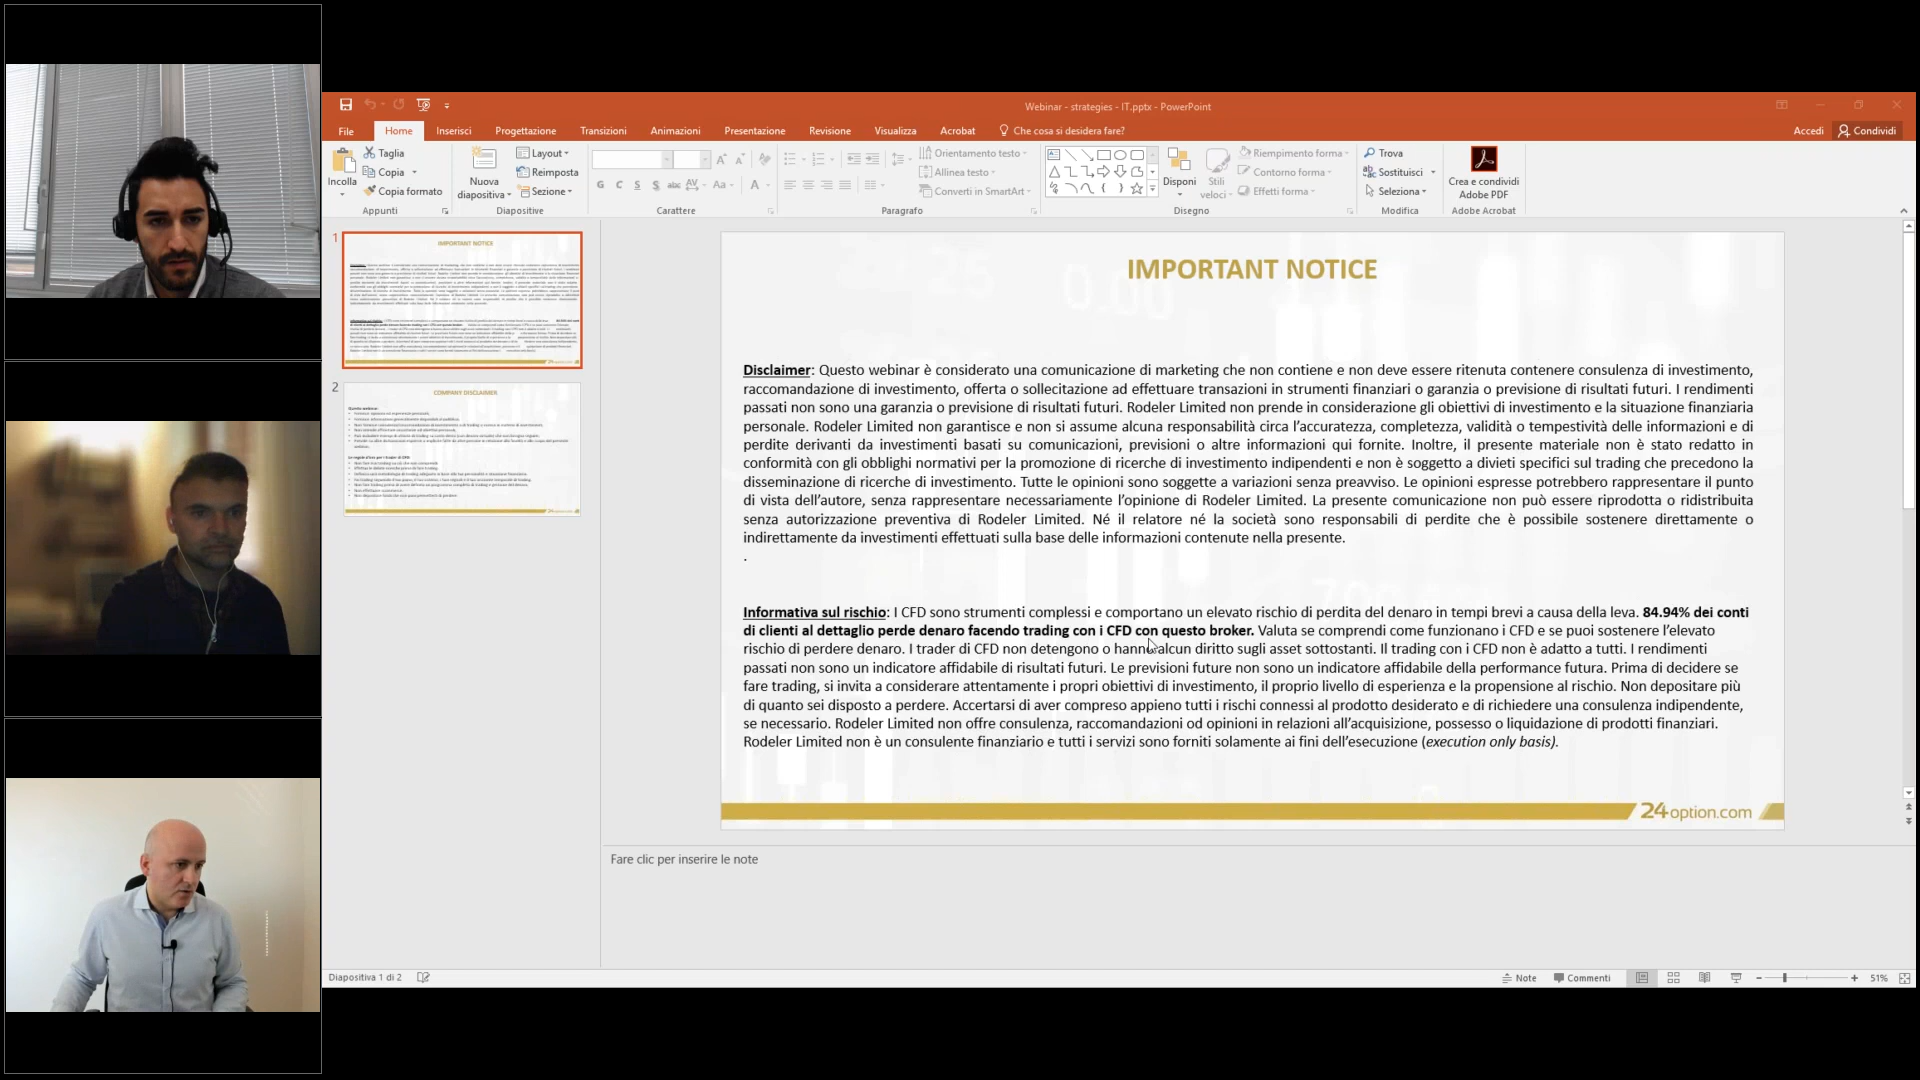 Webinar - strategies - IT.pptx - PowerPoint
File Home Inserisci Progettazione Transizioni Animazioni Presentazione Revisione Visualizza Acrobat Che cosa si desidera fare? Accedi Condividi
Incolla
Taglia
Copia
Copia formato
Appunti
Nuova
diapositiva
Layout
Reimposta
Sezione
Diapositive
G C S S abc AV Aa A
Carattere
Orientamento testo
Allinea testo
Converti in SmartArt
Paragrafo
Disponi
Stili
veloci
Riempimento forma
Contorno forma
Effetti forma
Disegno
Trova
Sostituisci
Seleziona
Modifica
Crea e condividi
Adobe PDF
Adobe Acrobat
1
IMPORTANT NOTICE
2
COMPANY DISCLAIMER
IMPORTANT NOTICE
Disclaimer: Questo webinar è considerato una comunicazione di marketing che non contiene e non deve essere ritenuta contenere consulenza di investimento,
raccomandazione di investimento, offerta o sollecitazione ad effettuare transazioni in strumenti finanziari o garanzia o previsione di risultati futuri. I rendimenti
passati non sono una garanzia o previsione di risultati futuri. Rodeler Limited non prende in considerazione gli obiettivi di investimento e la situazione finanziaria
personale. Rodeler Limited non garantisce e non si assume alcuna responsabilità circa l'accuratezza, completezza, validità o tempestività delle informazioni e di
perdite derivanti da investimenti basati su comunicazioni, previsioni o altre informazioni qui fornite. Inoltre, il presente materiale non è stato redatto in
conformità con gli obblighi normativi per la promozione di ricerche di investimento indipendenti e non è soggetto a divieti specifici sul trading che precedono la
disseminazione di ricerche di investimento. Tutte le opinioni sono soggette a variazioni senza preavviso. Le opinioni espresse potrebbero rappresentare il punto
di vista dell'autore, senza rappresentare necessariamente l'opinione di Rodeler Limited. La presente comunicazione non può essere riprodotta o ridistribuita
senza autorizzazione preventiva di Rodeler Limited. Né il relatore né la società sono responsabili di perdite che è possibile sostenere direttamente o
indirettamente da investimenti effettuati sulla base delle informazioni contenute nella presente.
.
Informativa sul rischio: I CFD sono strumenti complessi e comportano un elevato rischio di perdita del denaro in tempi brevi a causa della leva. 84.94% dei conti
di clienti al dettaglio perde denaro facendo trading con i CFD con questo broker. Valuta se comprendi come funzionano i CFD e se puoi sostenere l'elevato
rischio di perdere denaro. I trader di CFD non detengono o hanno alcun diritto sugli asset sottostanti. Il trading con i CFD non è adatto a tutti. I rendimenti
passati non sono un indicatore affidabile di risultati futuri. Le previsioni future non sono un indicatore affidabile della performance futura. Prima di decidere se
fare trading, si invita a considerare attentamente i propri obiettivi di investimento, il proprio livello di esperienza e la propensione al rischio. Non depositare più
di quanto sei disposto a perdere. Accertarsi di aver compreso appieno tutti i rischi connessi al prodotto desiderato e di richiedere una consulenza indipendente,
se necessario. Rodeler Limited non offre consulenza, raccomandazioni od opinioni in relazioni all'acquisizione, possesso o liquidazione di prodotti finanziari.
Rodeler Limited non è un consulente finanziario e tutti i servizi sono forniti solamente ai fini dell'esecuzione (execution only basis).
24option.com
Fare clic per inserire le note
Diapositiva 1 di 2 Note Commenti 51%